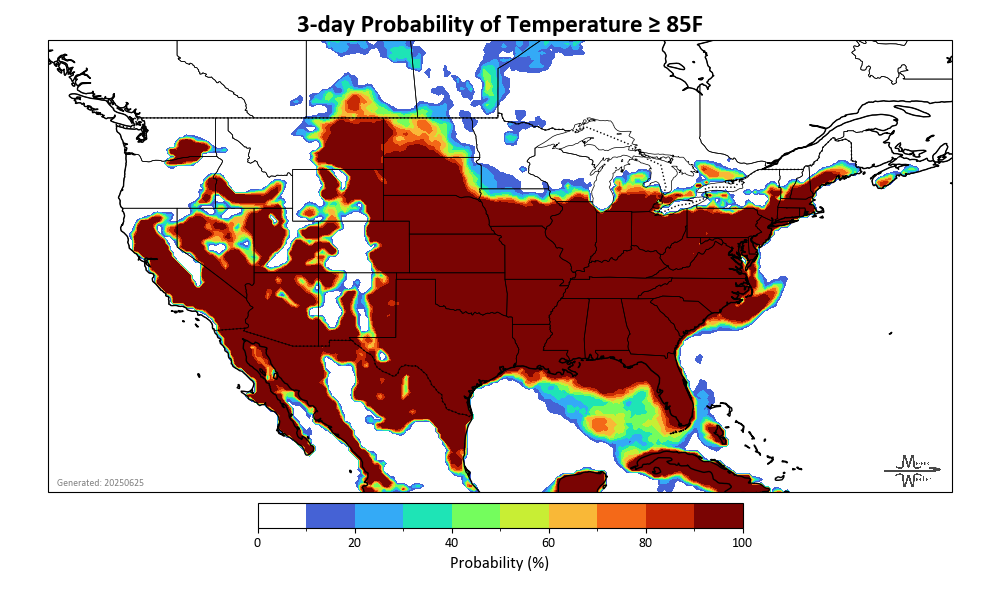 3-day Probability of Temperature ≥ 85F
Generated: 20250625
0 20 40 60 80 100
Probability (%)